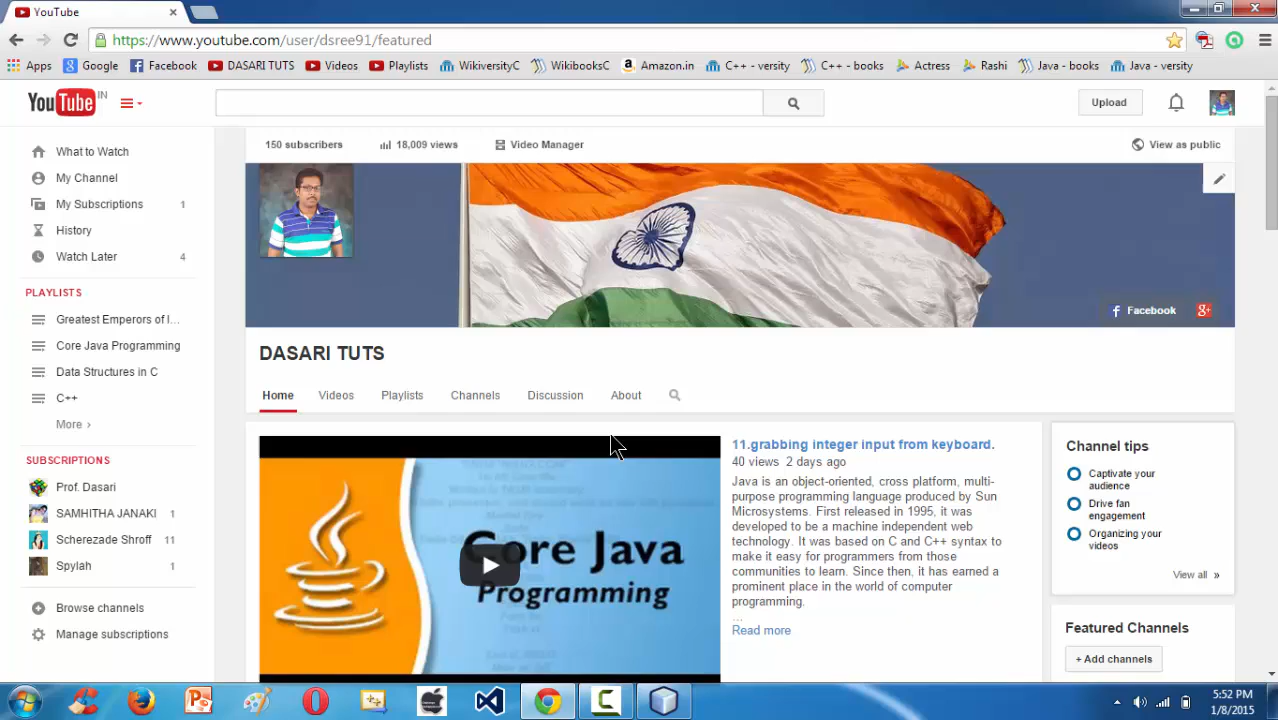 YouTube
https://www.youtube.com/user/dsree91/featured
Apps Google Facebook DASARI TUTS Videos Playlists WikiversityC WikibooksC Amazon.in C++ - versity C++ - books Actress Rashi Java - books Java - versity
YouTube IN
Upload
What to Watch
My Channel
My Subscriptions 1
History
Watch Later 4
PLAYLISTS
Greatest Emperors of I...
Core Java Programming
Data Structures in C
C++
More ›
SUBSCRIPTIONS
Prof. Dasari
SAMHITHA JANAKI 1
Scherezade Shroff 11
Spylah 1
Browse channels
Manage subscriptions
150 subscribers 18,009 views Video Manager View as public
Facebook
DASARI TUTS
Home Videos Playlists Channels Discussion About
Core Java
Programming
11.grabbing integer input from keyboard.
40 views 2 days ago
Java is an object-oriented, cross platform, multi-
purpose programming language produced by Sun
Microsystems. First released in 1995, it was
developed to be a machine independent web
technology. It was based on C and C++ syntax to
make it easy for programmers from those
communities to learn. Since then, it has earned a
prominent place in the world of computer
programming.
...
Read more
Channel tips
Captivate your
audience
Drive fan
engagement
Organizing your
videos
View all »
Featured Channels
+ Add channels
5:52 PM
1/8/2015